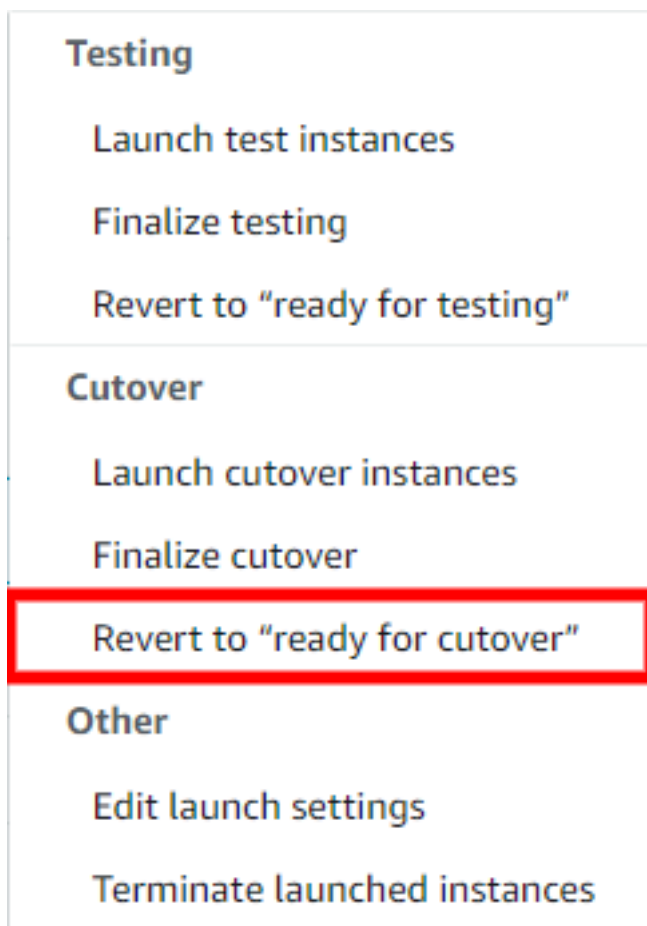 Testing
Launch test instances
Finalize testing
Revert to “ready for testing”
Cutover
Launch cutover instances
Finalize cutover
Revert to “ready for cutover”
Other
Edit launch settings
Terminate launched instances